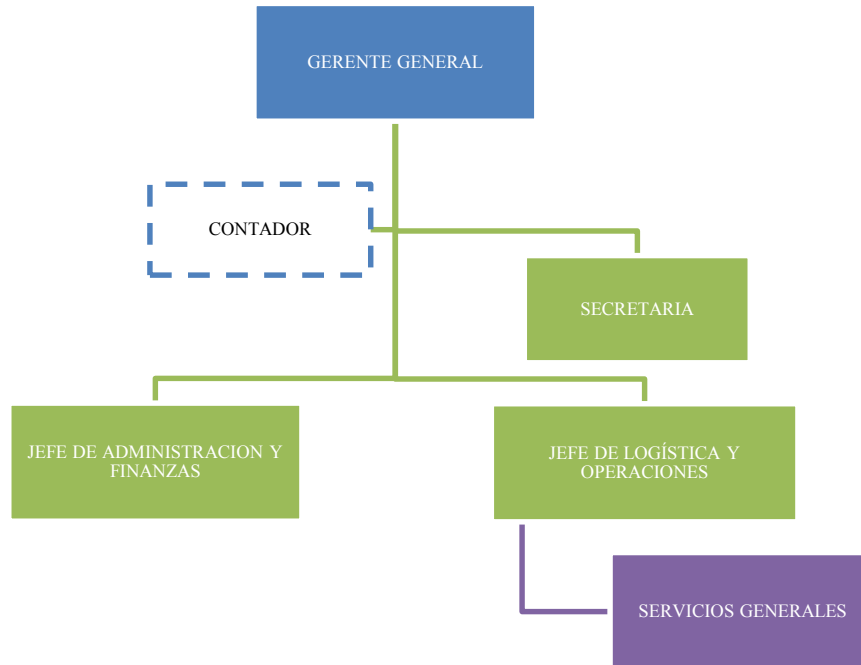 GERENTE GENERAL
CONTADOR
SECRETARIA
JEFE DE ADMINISTRACION Y
FINANZAS
JEFE DE LOGÍSTICA Y
OPERACIONES
SERVICIOS GENERALES